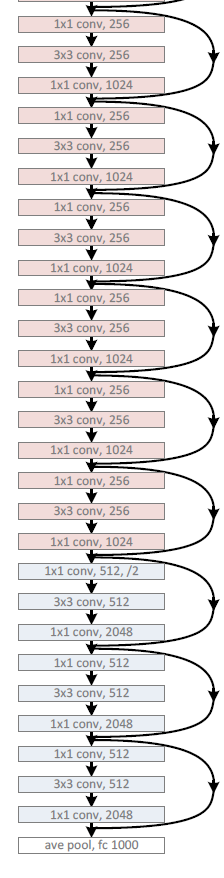 1x1 conv, 256
3x3 conv, 256
1x1 conv, 1024
1x1 conv, 256
3x3 conv, 256
1x1 conv, 1024
1x1 conv, 256
3x3 conv, 256
1x1 conv, 1024
1x1 conv, 256
3x3 conv, 256
1x1 conv, 1024
1x1 conv, 256
3x3 conv, 256
1x1 conv, 1024
1x1 conv, 256
3x3 conv, 256
1x1 conv, 1024
1x1 conv, 512, /2
3x3 conv, 512
1x1 conv, 2048
1x1 conv, 512
3x3 conv, 512
1x1 conv, 2048
1x1 conv, 512
3x3 conv, 512
1x1 conv, 2048
ave pool, fc 1000